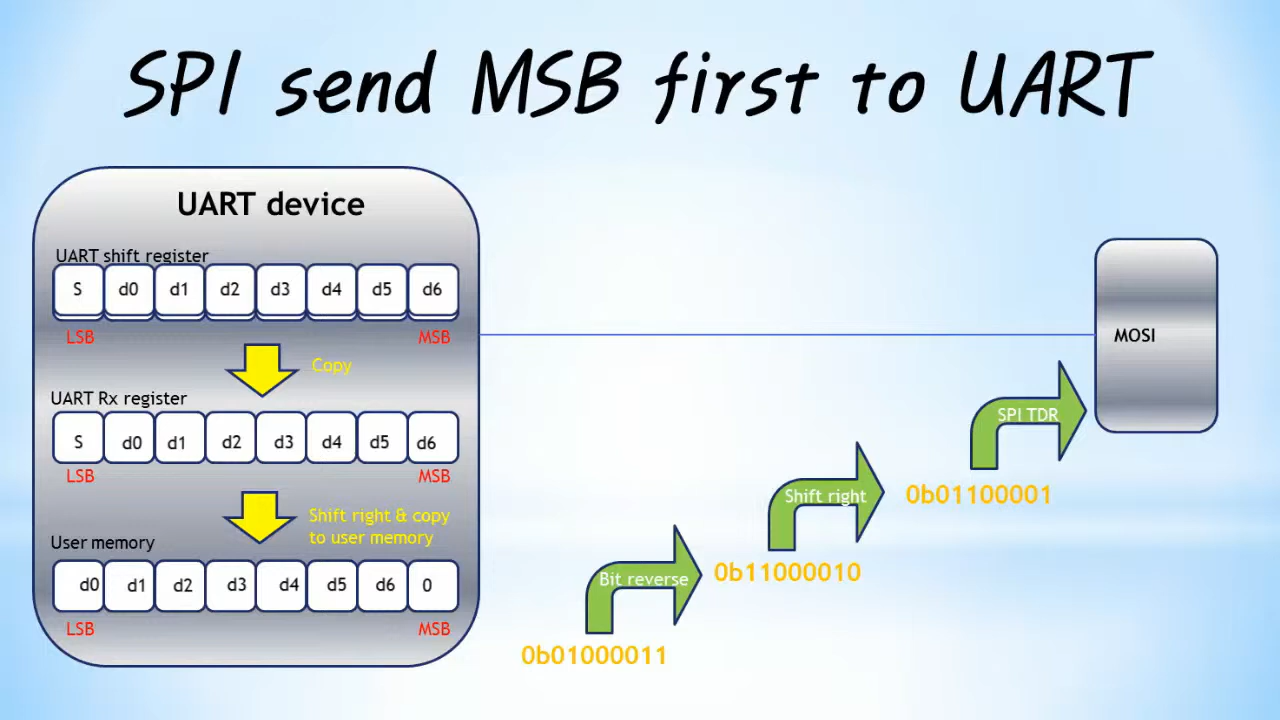 SPI send MSB first to UART
UART device
UART shift register
S d0 d1 d2 d3 d4 d5 d6
LSB MSB
Copy
UART Rx register
S d0 d1 d2 d3 d4 d5 d6
LSB MSB
Shift right & copy
to user memory
User memory
d0 d1 d2 d3 d4 d5 d6 0
LSB MSB
MOSI
SPI TDR
0b01100001
Shift right
0b11000010
Bit reverse
0b01000011